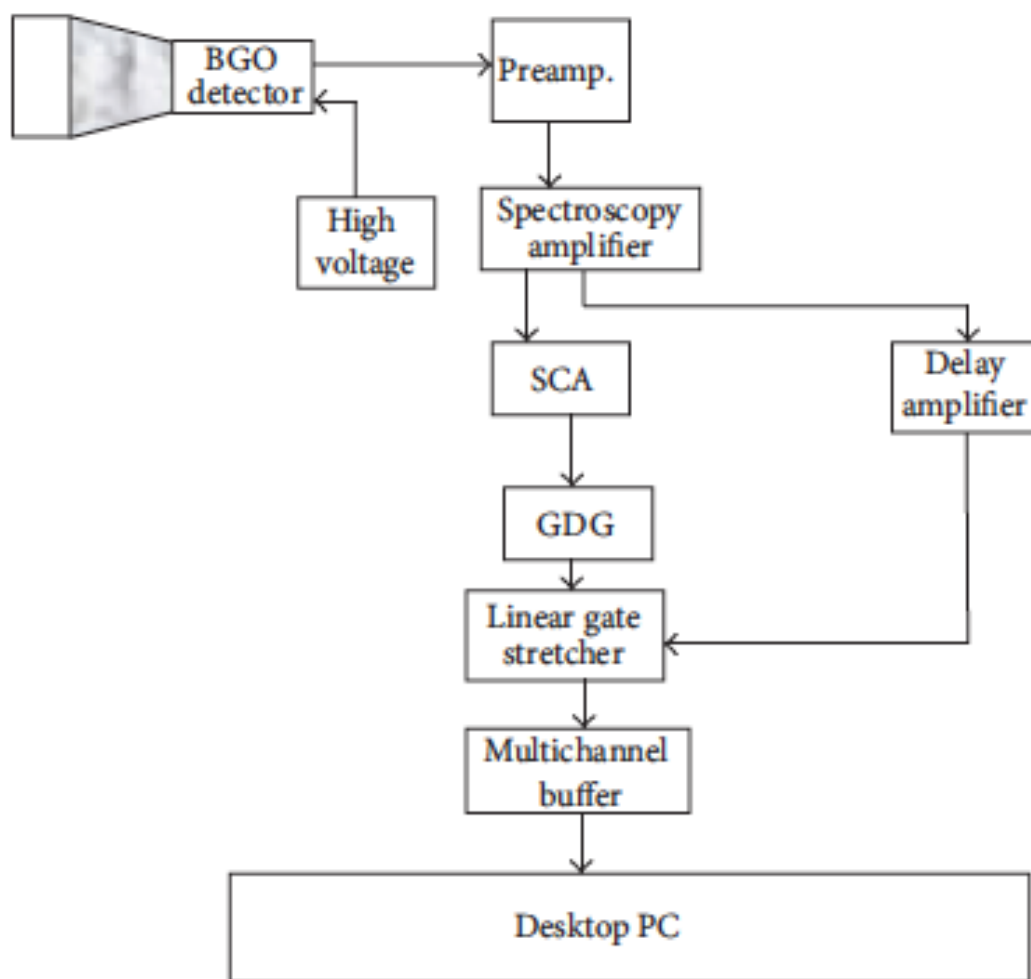 BGO
detector
Preamp.
High
voltage
Spectroscopy
amplifier
SCA
Delay
amplifier
GDG
Linear gate
stretcher
Multichannel
buffer
Desktop PC